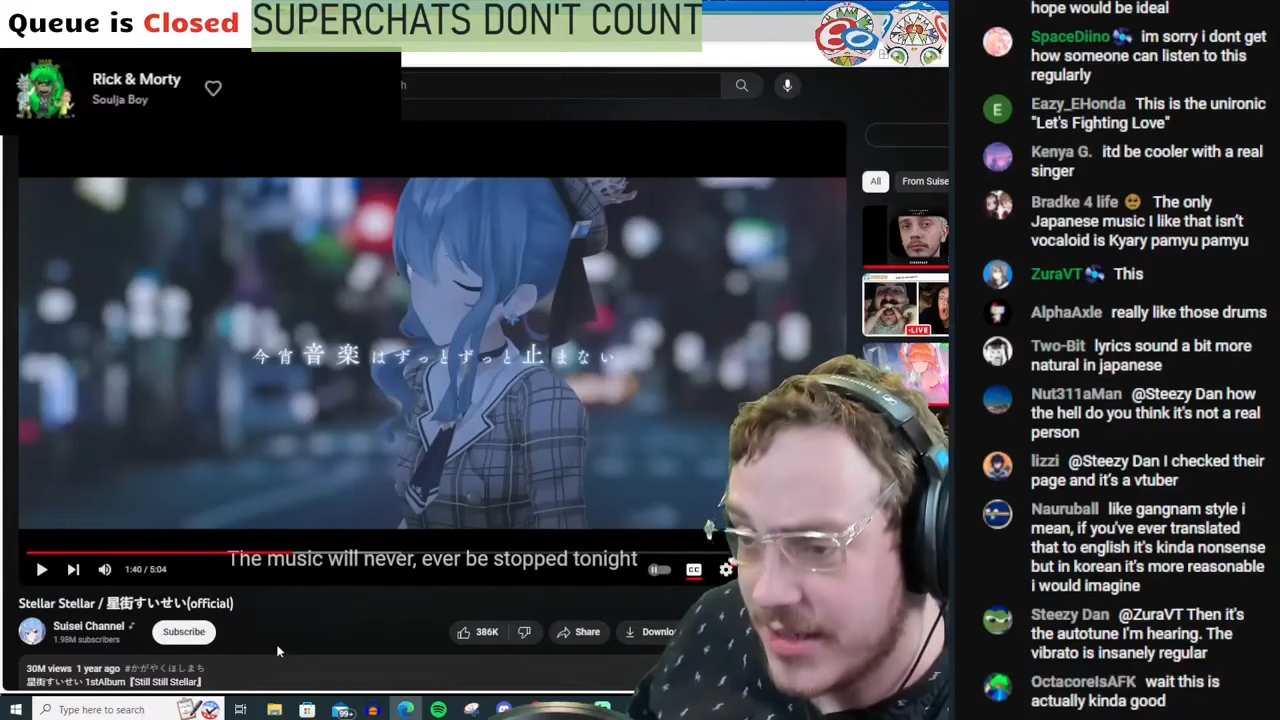 Queue is Closed
SUPERCHATS DON'T COUNT
Rick & Morty
Soulja Boy
All
From Suise
LIVE
今宵音楽はずっとずっと止まない
The music will never, ever be stopped tonight
1:40 / 5:04
CC
Stellar Stellar / 星街すいせい(official)
Suisei Channel
1.98M subscribers
Subscribe
386K
Share
Downlo
30M views 1 year ago #かがやくほしまち
星街すいせい 1stAlbum『Still Still Stellar』
Type here to search
99+
hope would be ideal
SpaceDiino im sorry i dont get
how someone can listen to this
regularly
E
Eazy_EHonda This is the unironic
"Let's Fighting Love"
Kenya G. itd be cooler with a real
singer
Bradke 4 life 🥺 The only
Japanese music I like that isn't
vocaloid is Kyary pamyu pamyu
ZuraVT This
AlphaAxle really like those drums
Two-Bit lyrics sound a bit more
natural in japanese
Nut311aMan @Steezy Dan how
the hell do you think it's not a real
person
lizzi @Steezy Dan I checked their
page and it's a vtuber
Nauruball like gangnam style i
mean, if you've ever translated
that to english it's kinda nonsense
but in korean it's more reasonable
i would imagine
Steezy Dan @ZuraVT Then it's
the autotune I'm hearing. The
vibrato is insanely regular
OctacoreIsAFK wait this is
actually kinda good